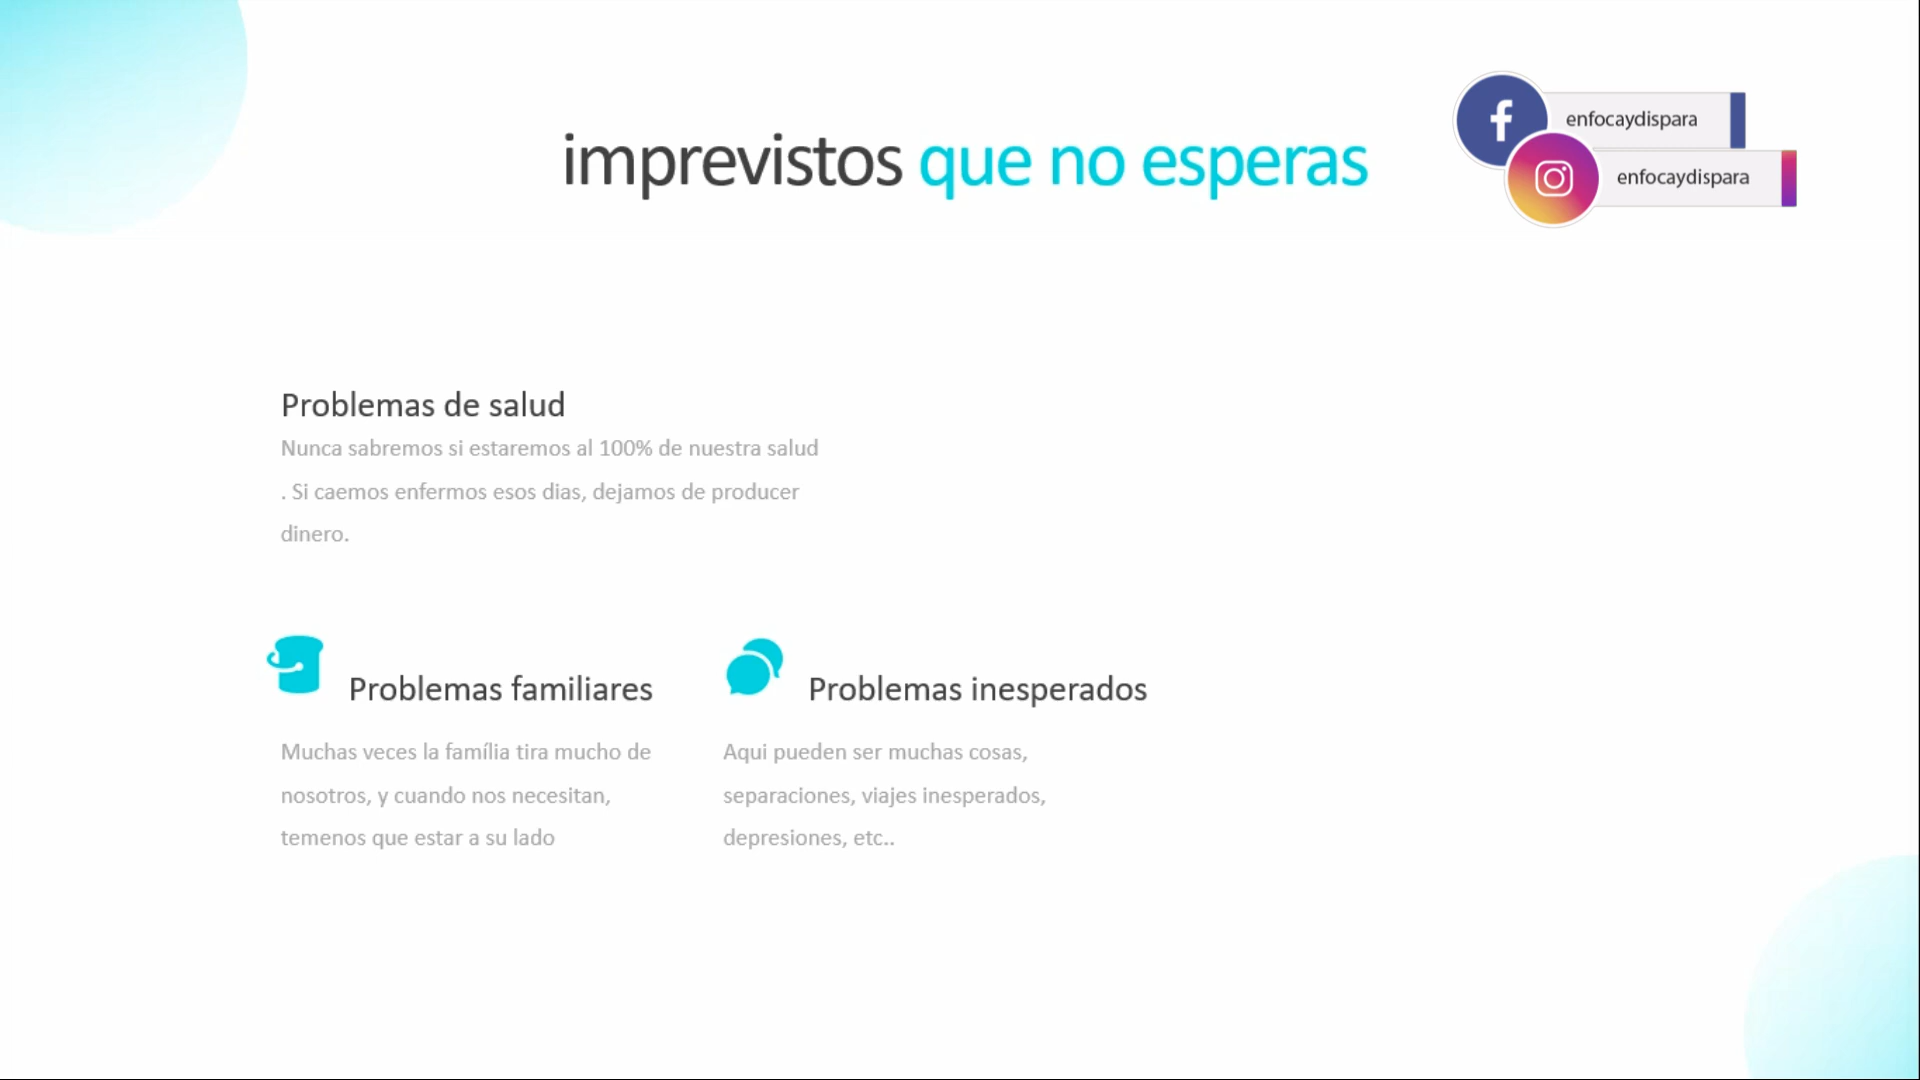 imprevistos que no esperas
enfocaydispara
enfocaydispara
Problemas de salud
Nunca sabremos si estaremos al 100% de nuestra salud
. Si caemos enfermos esos dias, dejamos de producer
dinero.
Problemas familiares
Muchas veces la família tira mucho de
nosotros, y cuando nos necesitan,
temenos que estar a su lado
Problemas inesperados
Aqui pueden ser muchas cosas,
separaciones, viajes inesperados,
depresiones, etc..